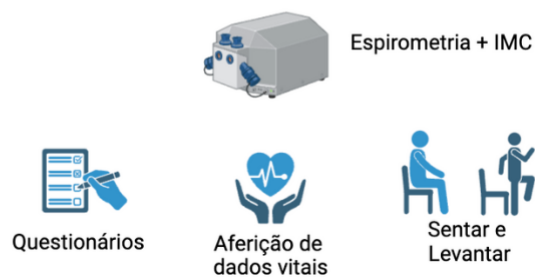 Espirometria + IMC
Questionários
Aferição de
dados vitais
Sentar e
Levantar